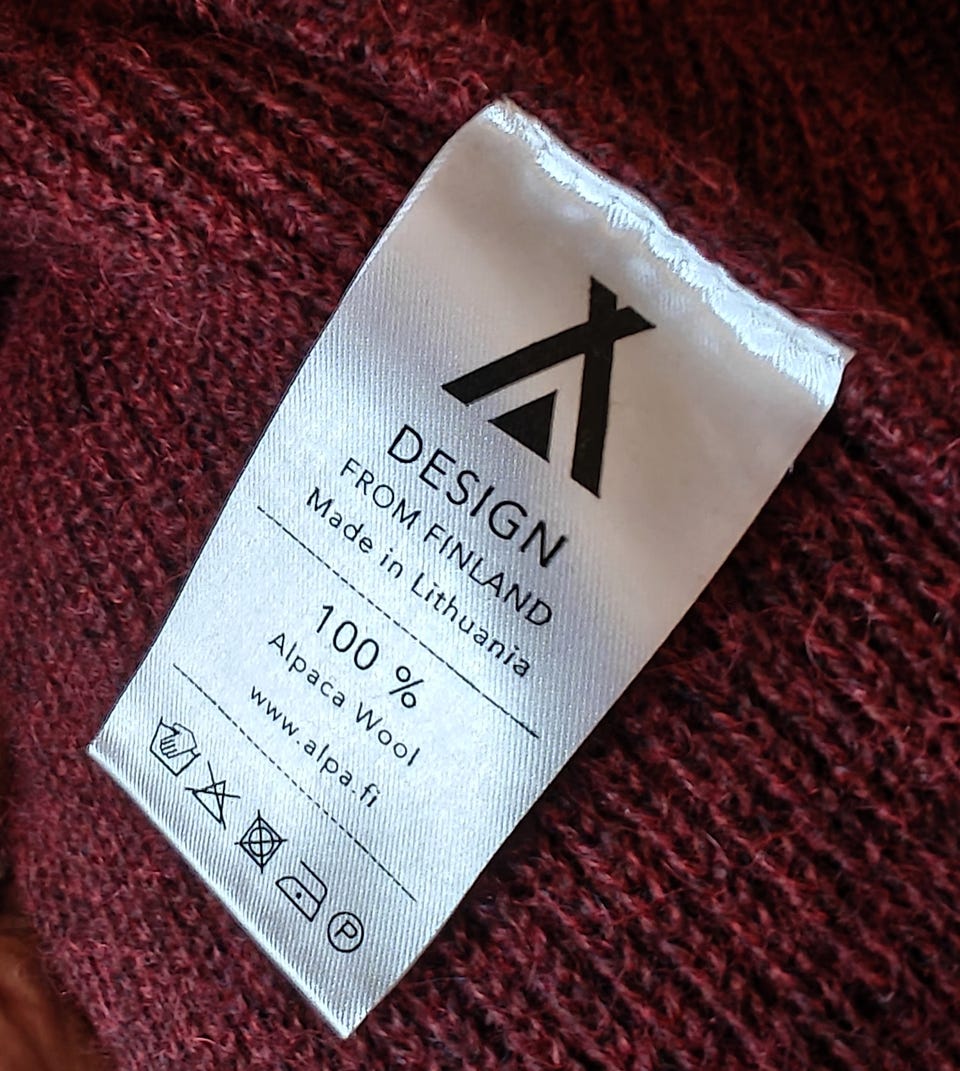 DESIGN
FROM FINLAND
Made in Lithuania
100 %
Alpaca Wool
www.alpa.fi
P